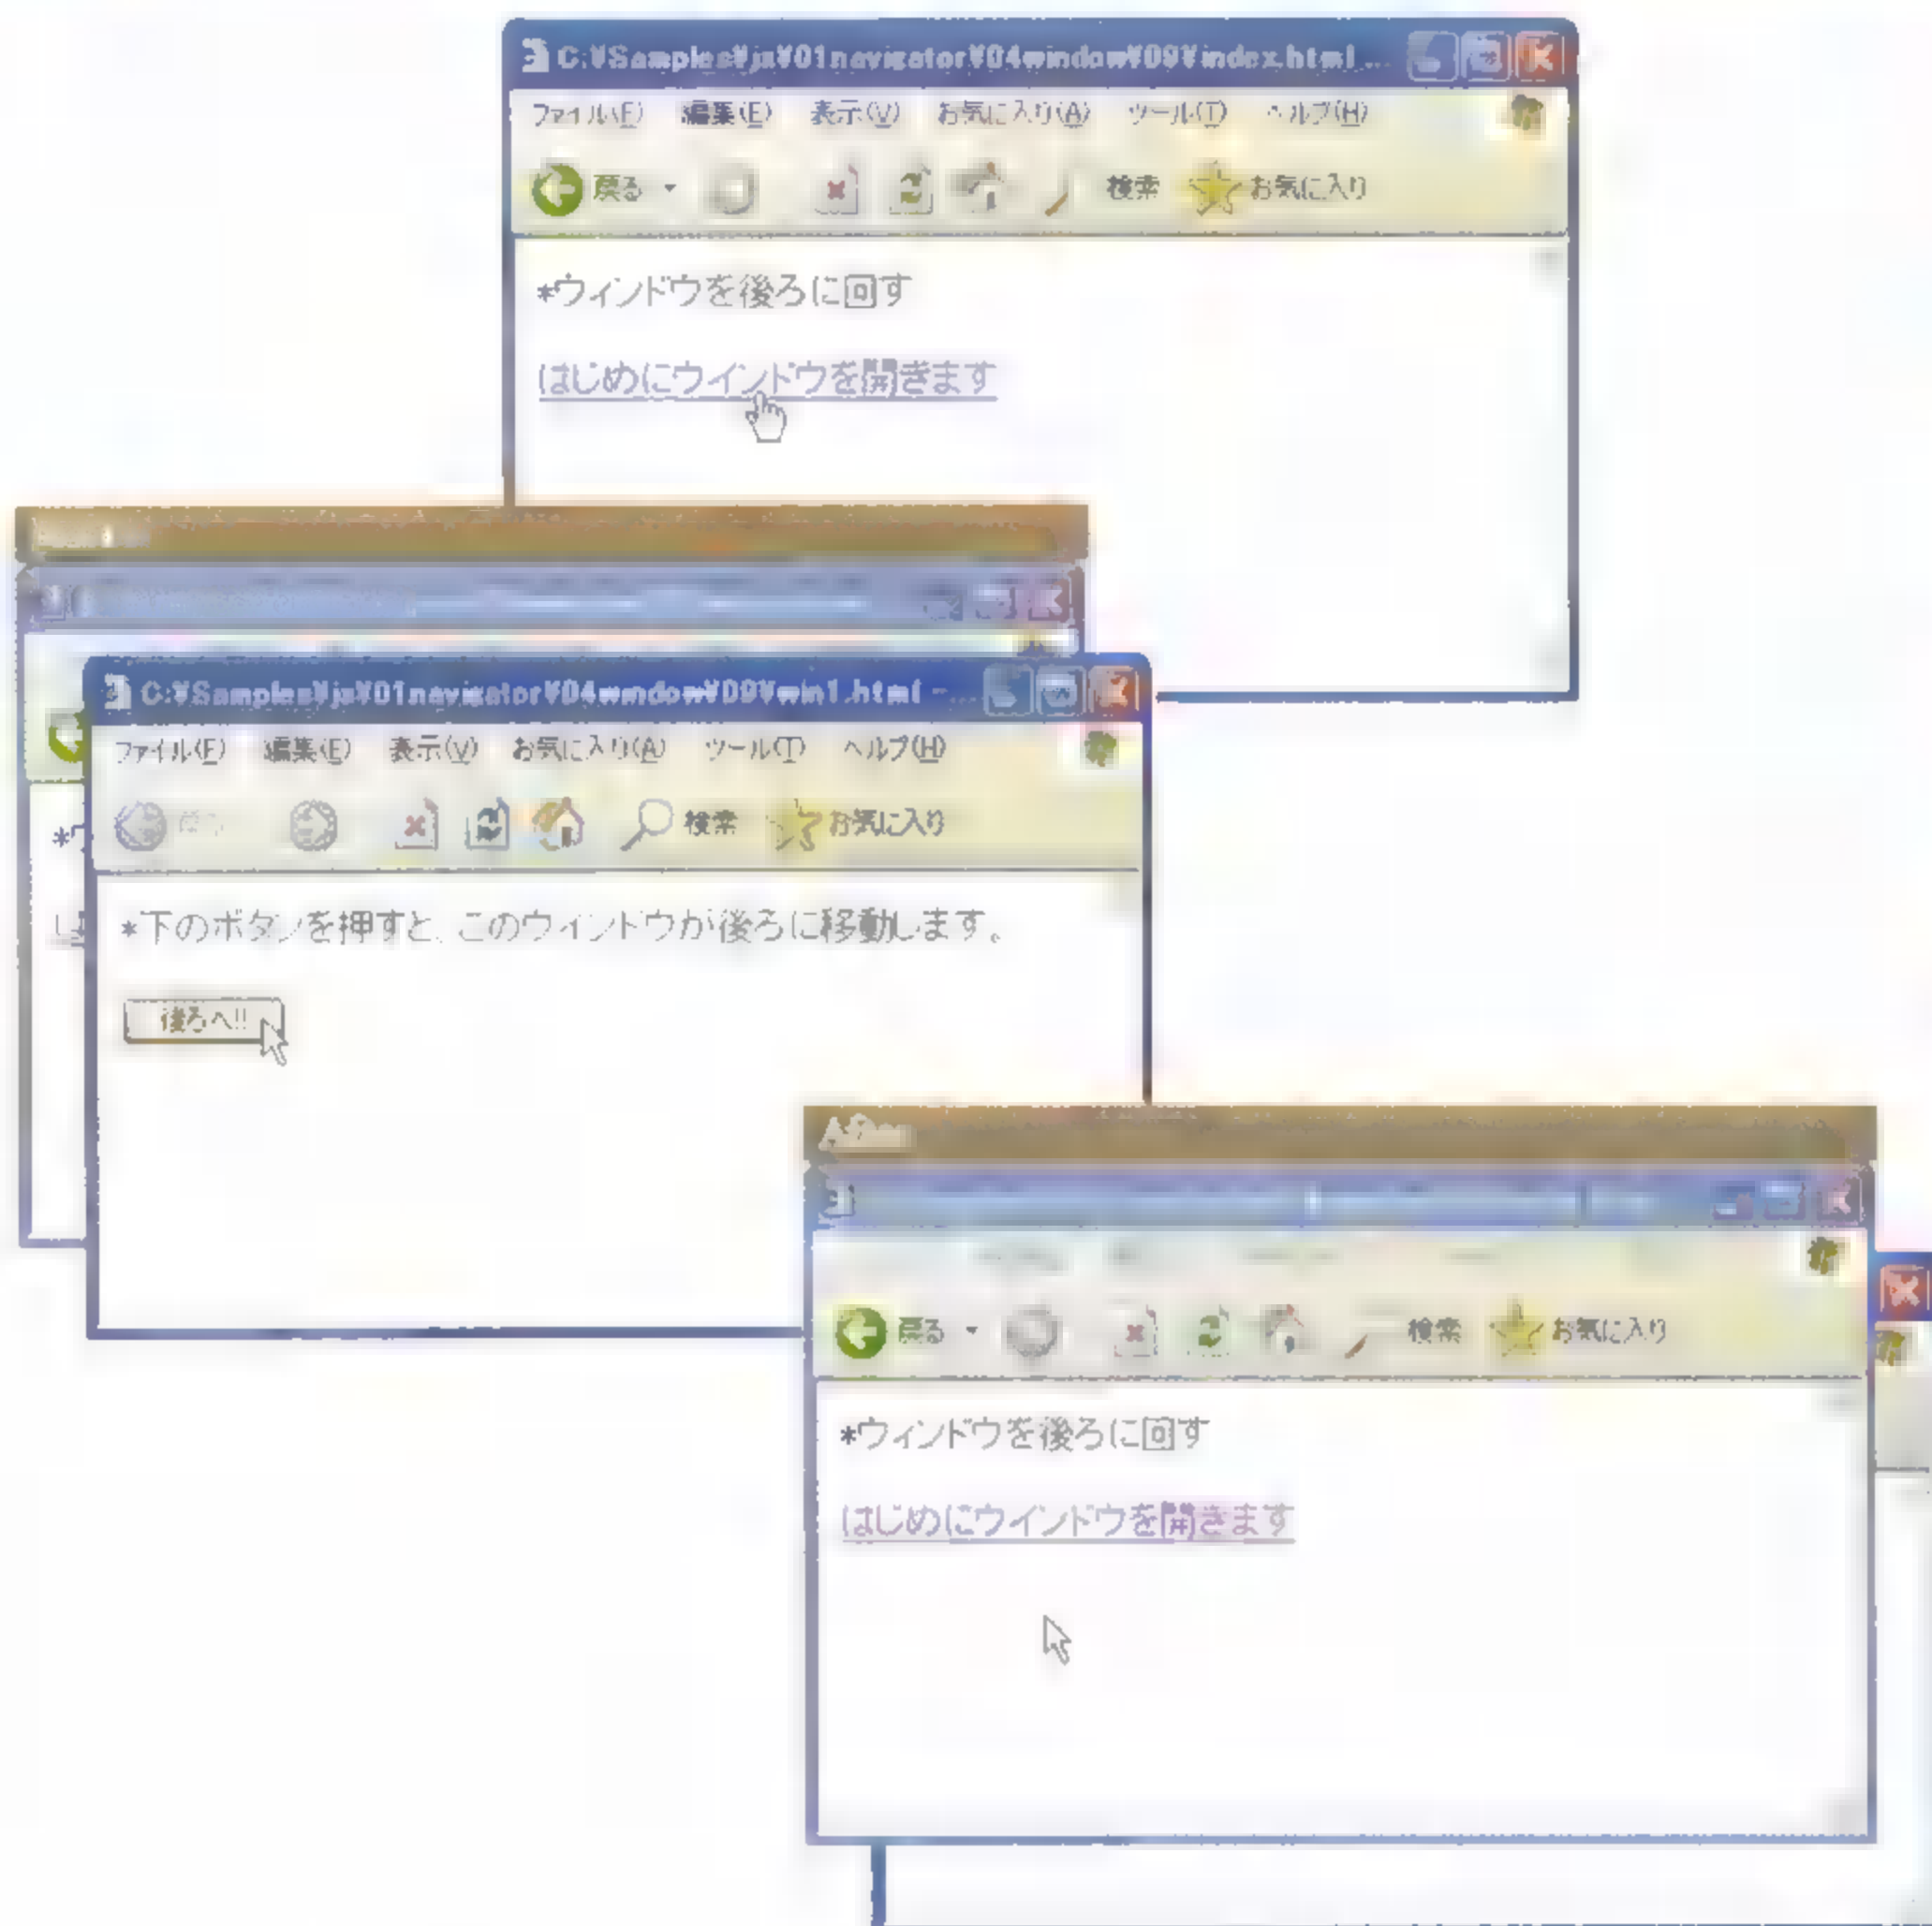 C:¥Samples¥js¥01navigator¥04window¥09¥index.html ...
ファイル(F) 編集(E) 表示(V) お気に入り(A) ツール(T) ヘルプ(H)
戻る 検索 お気に入り
*ウィンドウを後ろに回す
はじめにウインドウを開きます
C:¥Samples¥js¥01navigator¥04window¥09¥win1.html -...
ファイル(F) 編集(E) 表示(V) お気に入り(A) ツール(T) ヘルプ(H)
戻る 検索 お気に入り
*下のボタンを押すと、このウィンドウが後ろに移動します。
後ろへ!!
After
戻る 検索 お気に入り
*ウィンドウを後ろに回す
はじめにウインドウを開きます